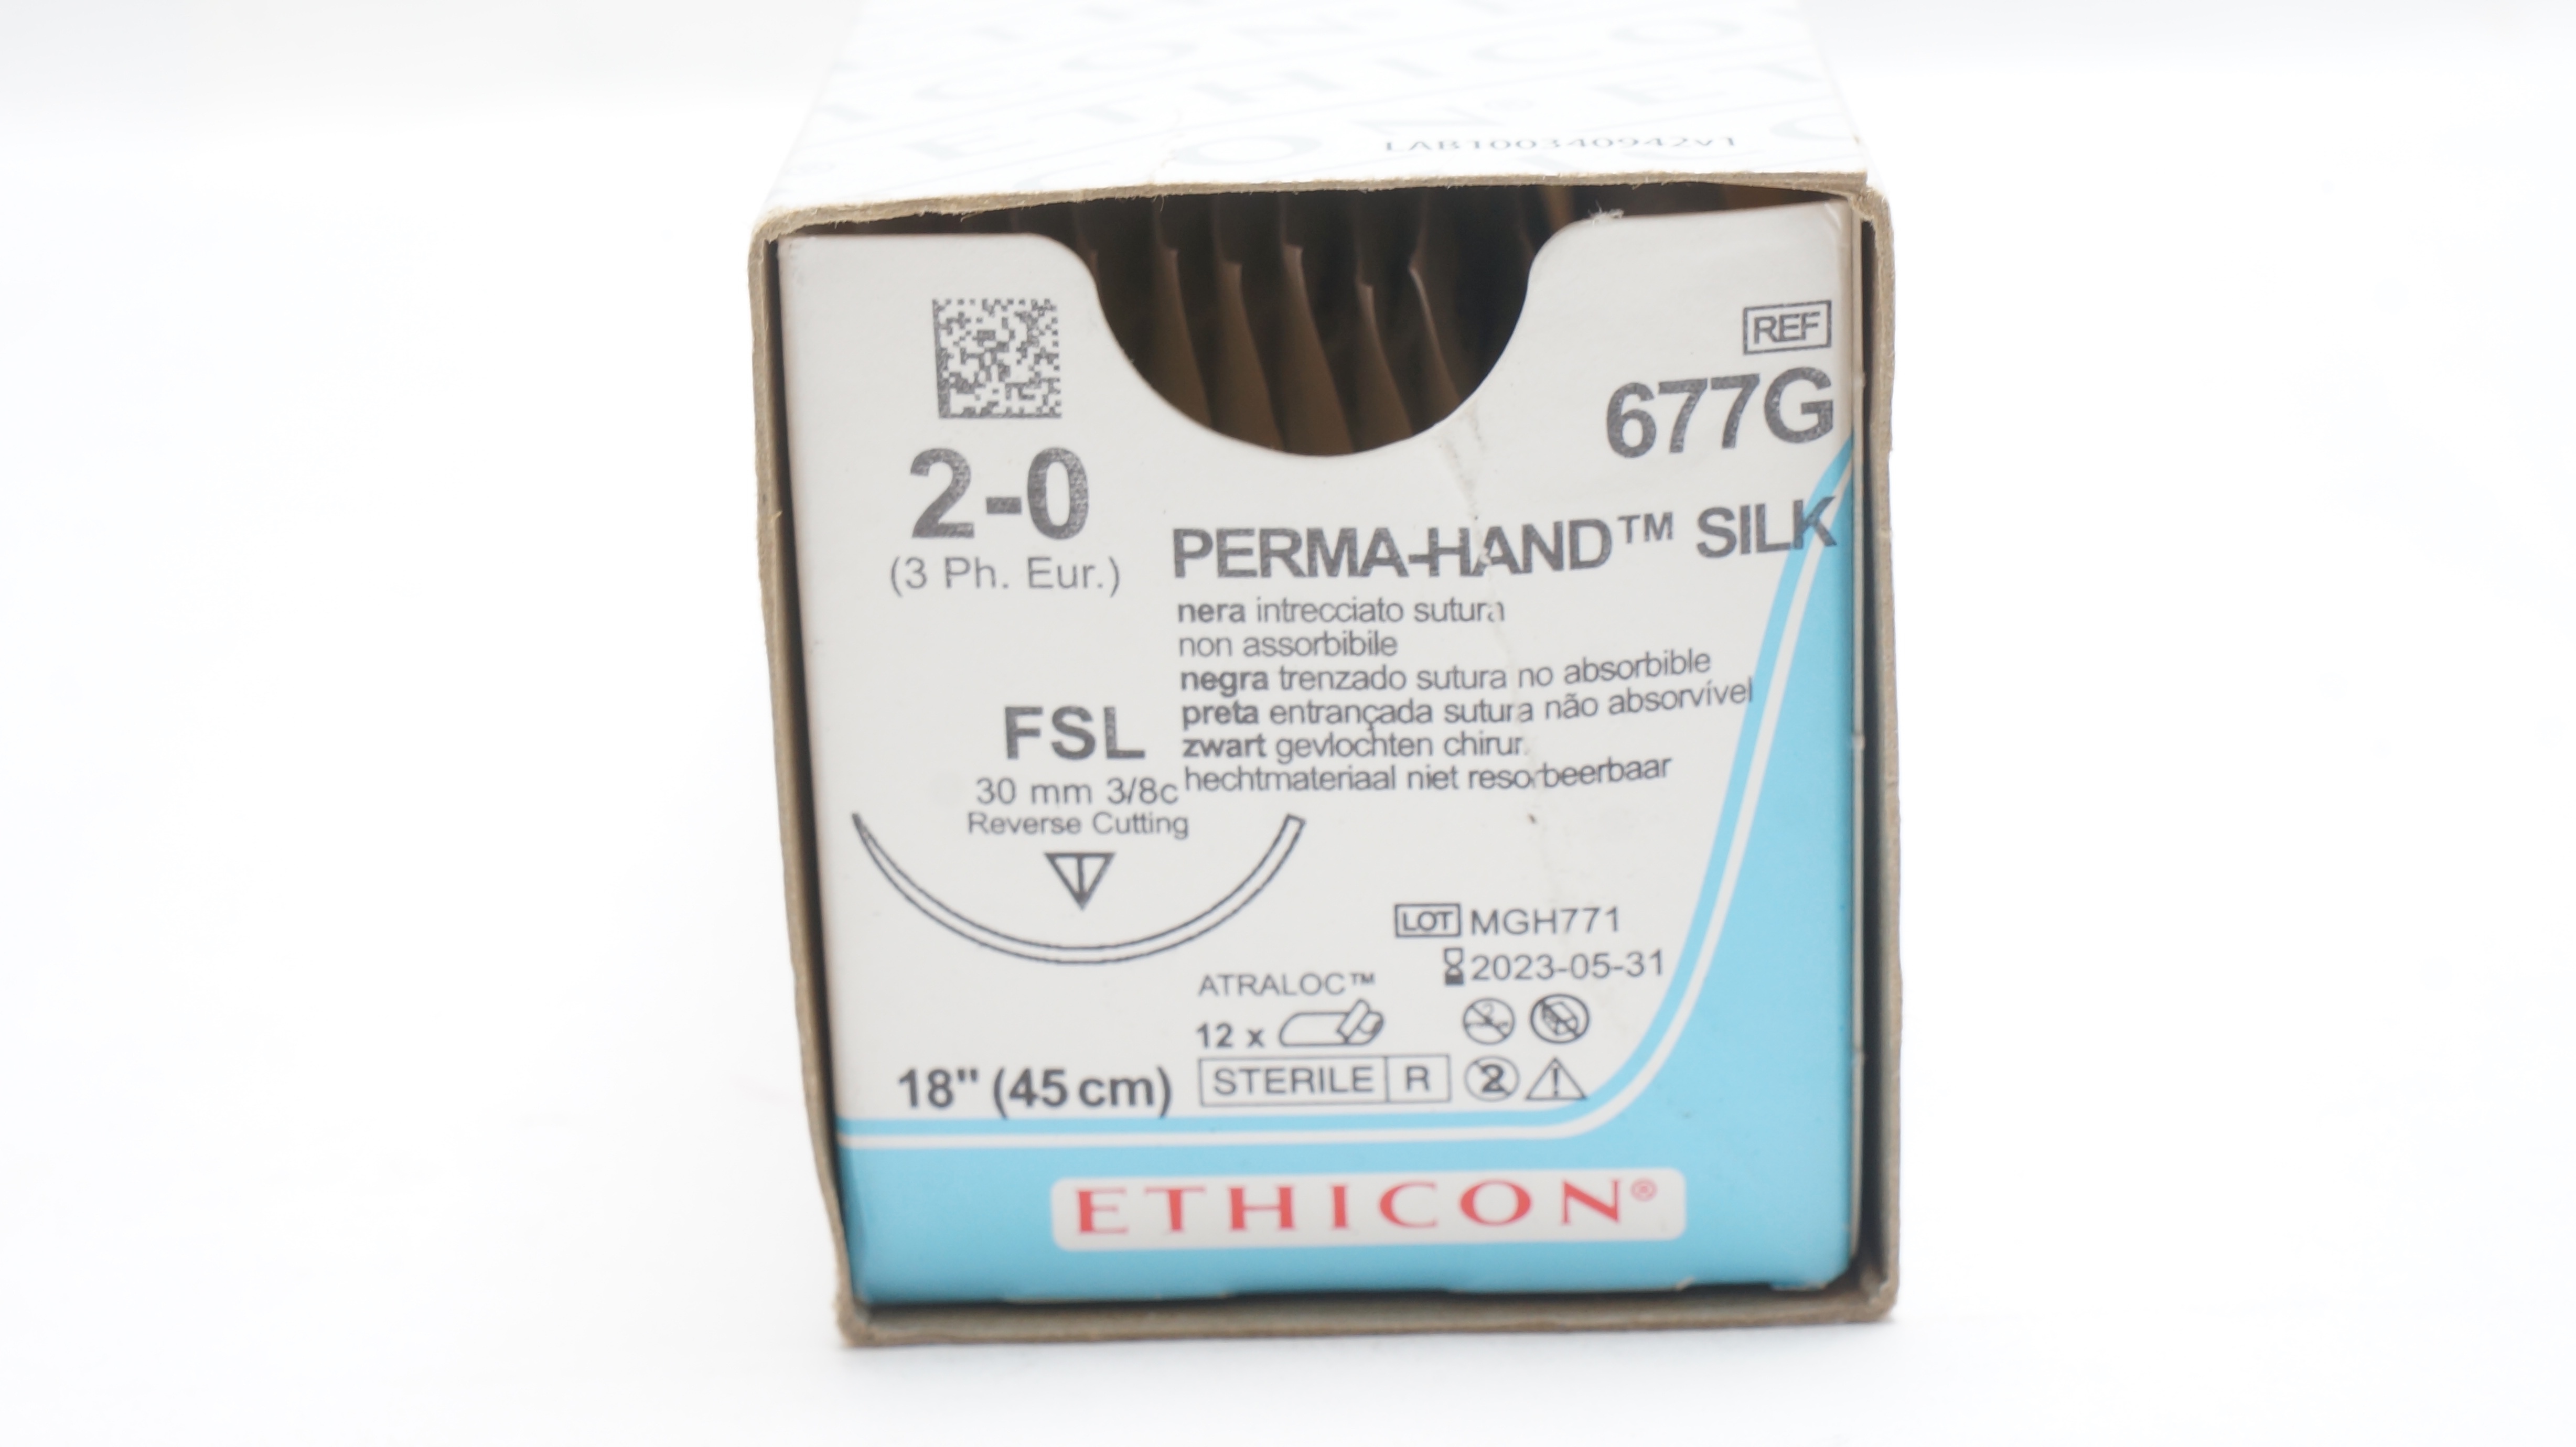 LAB100340942v1
REF
677G
2-0
(3 Ph. Eur.)
PERMA-HAND™ SILK
nera intrecciato sutura
non assorbibile
negra trenzado sutura no absorbible
preta entrançada sutura não absorvível
zwart gevlochten chirur.
hechtmateriaal niet resorbeerbaar
FSL
30 mm 3/8c
Reverse Cutting
LOT MGH771
2023-05-31
ATRALOC™
12 x
18" (45 cm)
STERILE R
2
ETHICON®